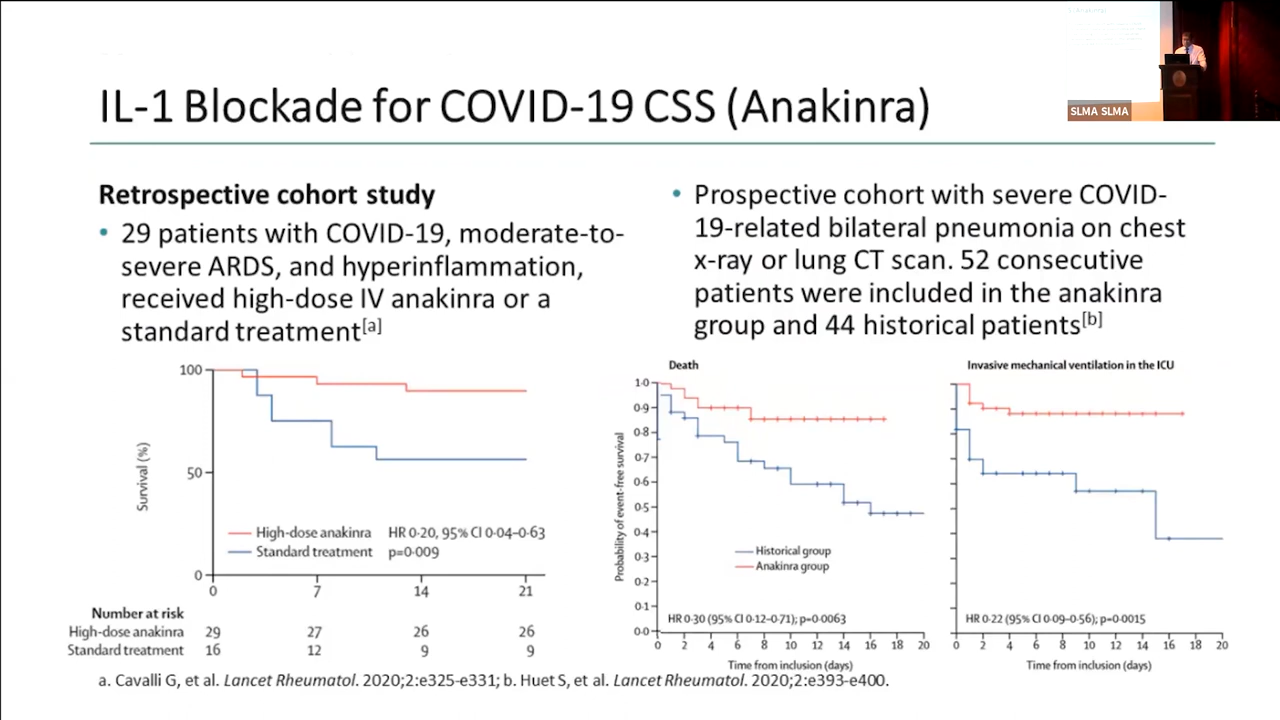 IL-1 Blockade for COVID-19 CSS (Anakinra)
SLMA SLMA
Retrospective cohort study
• 29 patients with COVID-19, moderate-to-
severe ARDS, and hyperinflammation,
received high-dose IV anakinra or a
standard treatment[a]
• Prospective cohort with severe COVID-
19-related bilateral pneumonia on chest
x-ray or lung CT scan. 52 consecutive
patients were included in the anakinra
group and 44 historical patients[b]
100
50
0
Survival (%)
High-dose anakinra HR 0·20, 95% CI 0·04–0·63
Standard treatment p=0·009
0 7 14 21
Number at risk
High-dose anakinra 29 27 26 26
Standard treatment 16 12 9 9
Death
1·0
0·9
0·8
0·7
0·6
0·5
0·4
0·3
0·2
0·1
0·0
Probability of event-free survival
Historical group
Anakinra group
HR 0·30 (95% CI 0·12–0·71); p=0·0063
0 2 4 6 8 10 12 14 16 18 20
Time from inclusion (days)
Invasive mechanical ventilation in the ICU
HR 0·22 (95% CI 0·09–0·56); p=0·0015
0 2 4 6 8 10 12 14 16 18 20
Time from inclusion (days)
a. Cavalli G, et al. Lancet Rheumatol. 2020;2:e325-e331; b. Huet S, et al. Lancet Rheumatol. 2020;2:e393-e400.